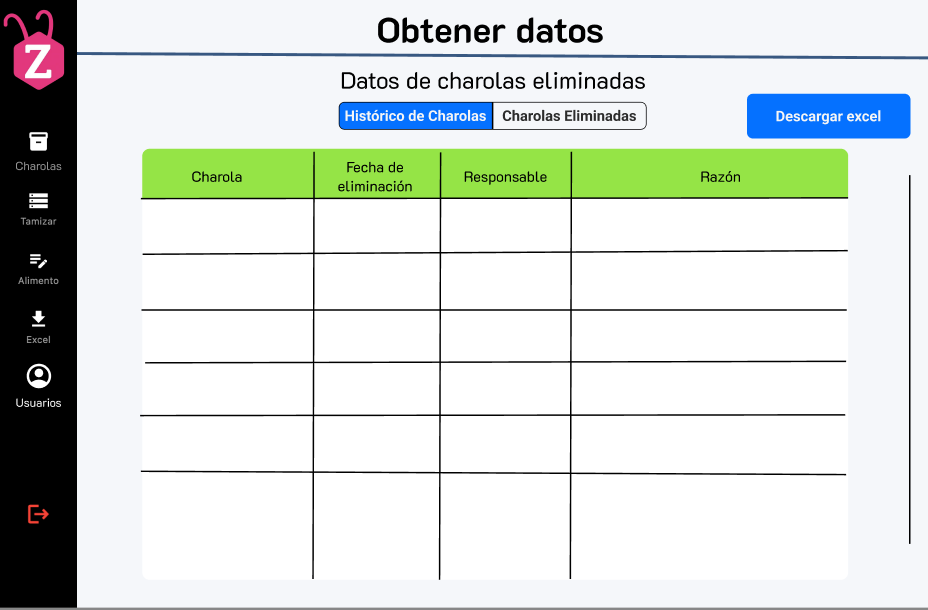 Obtener datos
Z
Datos de charolas eliminadas
Histórico de Charolas
Charolas Eliminadas
Descargar excel
Charola
Fecha de
eliminación
Responsable
Razón
Charolas
Tamizar
Alimento
Excel
Usuarios